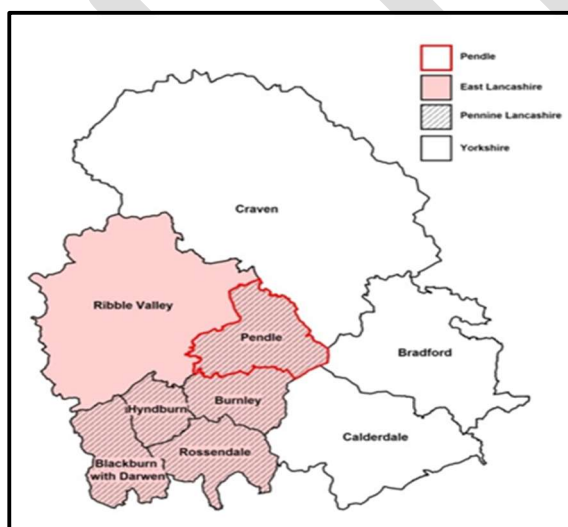 Pendle
East Lancashire
Pennine Lancashire
Yorkshire
Craven
Ribble Valley
Pendle
Bradford
Hyndburn
Burnley
Calderdale
Rossendale
Blackburn
with Darwen